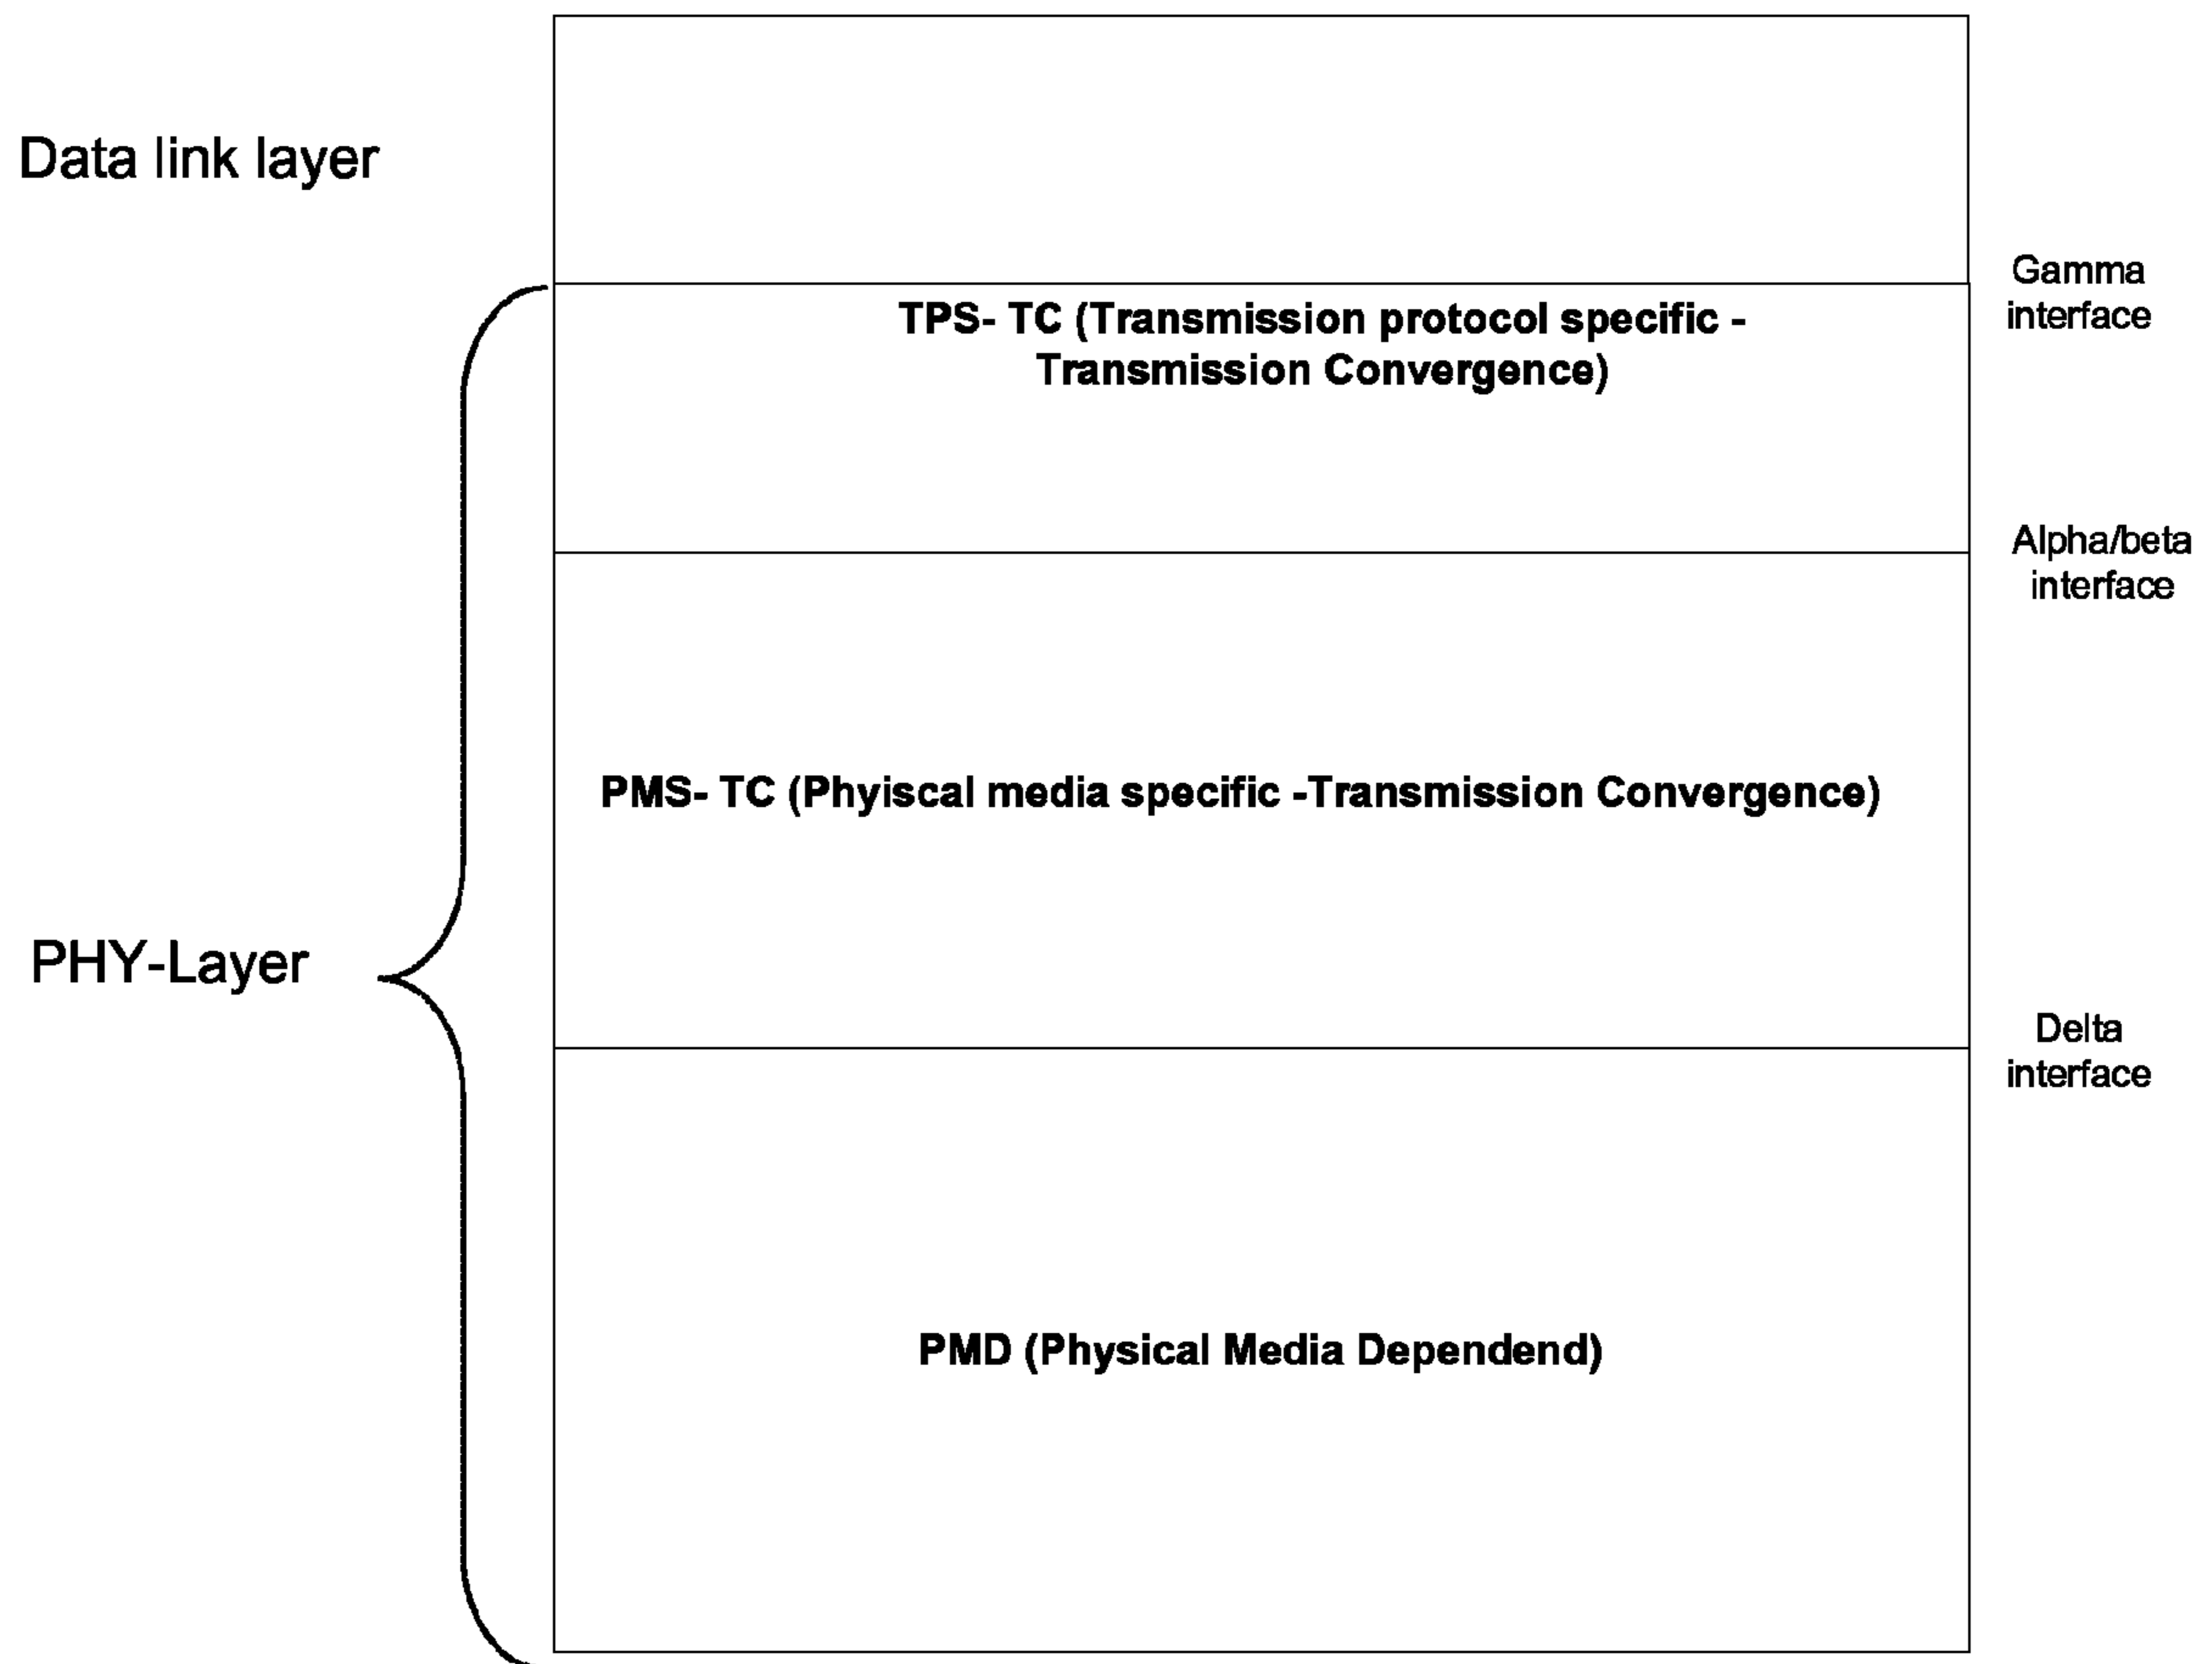 Data link layer
Gamma
interface
TPS- TC (Transmission protocol specific -
Transmission Convergence)
Alpha/beta
interface
PMS- TC (Phyiscal media specific -Transmission Convergence)
PHY-Layer
Delta
interface
PMD (Physical Media Dependend)